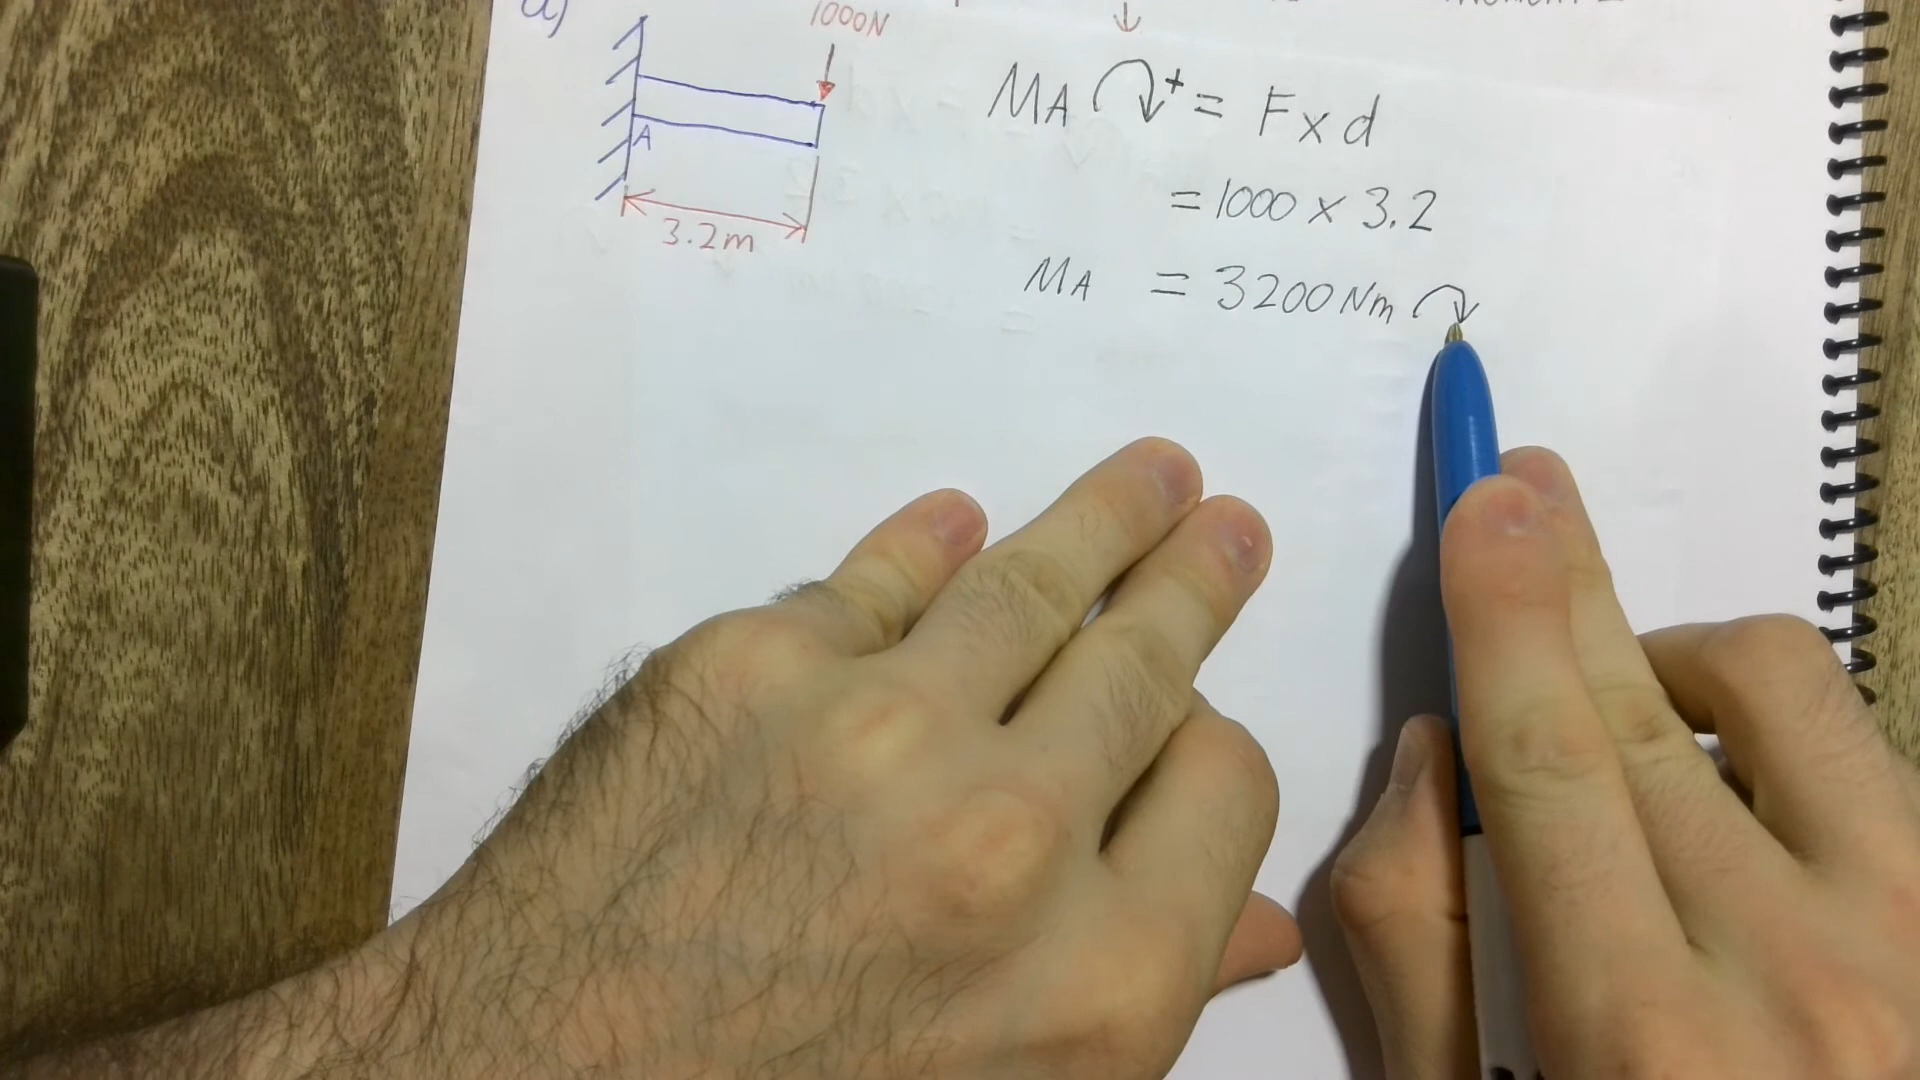 a)
1000N
A
3.2m
MA + = F x d
= 1000 x 3.2
MA = 3200 Nm